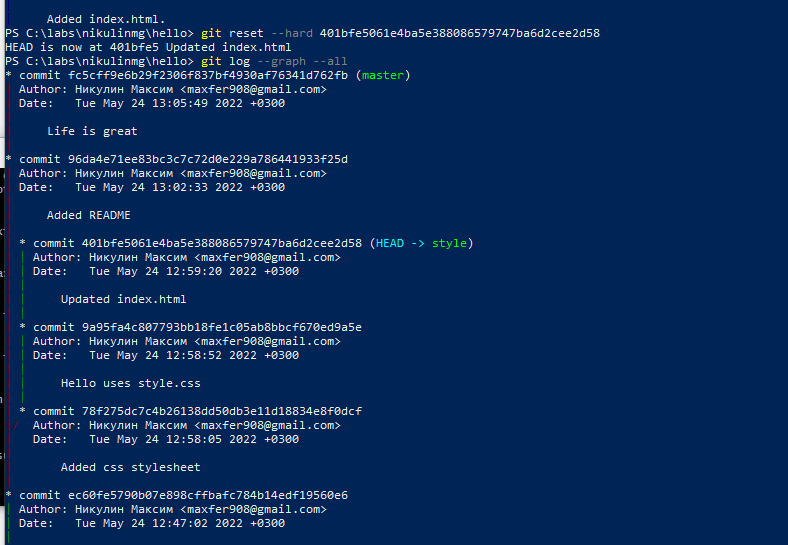 Added index.html.
PS C:\labs\nikulinmg\hello> git reset --hard 401bfe5061e4ba5e388086579747ba6d2cee2d58
HEAD is now at 401bfe5 Updated index.html
PS C:\labs\nikulinmg\hello> git log --graph --all
* commit fc5cff9e6b29f2306f837bf4930af76341d762fb (master)
| Author: Никулин Максим <maxfer908@gmail.com>
| Date:   Tue May 24 13:05:49 2022 +0300
|
|     Life is great
|
* commit 96da4e71ee83bc3c7c72d0e229a786441933f25d
| Author: Никулин Максим <maxfer908@gmail.com>
| Date:   Tue May 24 13:02:33 2022 +0300
|
|     Added README
|
| * commit 401bfe5061e4ba5e388086579747ba6d2cee2d58 (HEAD -> style)
| | Author: Никулин Максим <maxfer908@gmail.com>
| | Date:   Tue May 24 12:59:20 2022 +0300
| |
| |     Updated index.html
| |
| * commit 9a95fa4c807793bb18fe1c05ab8bbcf670ed9a5e
| | Author: Никулин Максим <maxfer908@gmail.com>
| | Date:   Tue May 24 12:58:52 2022 +0300
| |
| |     Hello uses style.css
| |
| * commit 78f275dc7c4b26138dd50db3e11d18834e8f0dcf
|/  Author: Никулин Максим <maxfer908@gmail.com>
|   Date:   Tue May 24 12:58:05 2022 +0300
|
|       Added css stylesheet
|
* commit ec60fe5790b07e898cffbafc784b14edf19560e6
| Author: Никулин Максим <maxfer908@gmail.com>
| Date:   Tue May 24 12:47:02 2022 +0300
|